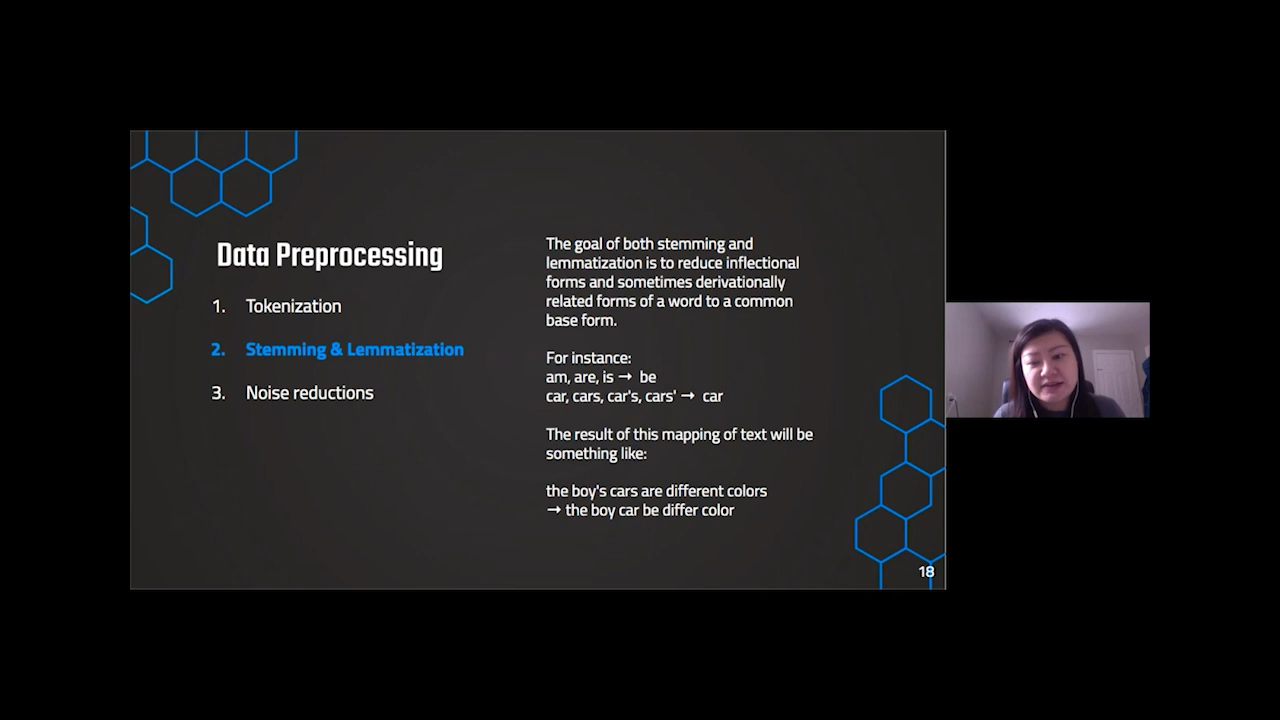 Data Preprocessing
1. Tokenization
2. Stemming & Lemmatization
3. Noise reductions
The goal of both stemming and
lemmatization is to reduce inflectional
forms and sometimes derivationally
related forms of a word to a common
base form.
For instance:
am, are, is → be
car, cars, car's, cars' → car
The result of this mapping of text will be
something like:
the boy's cars are different colors
→ the boy car be differ color
18